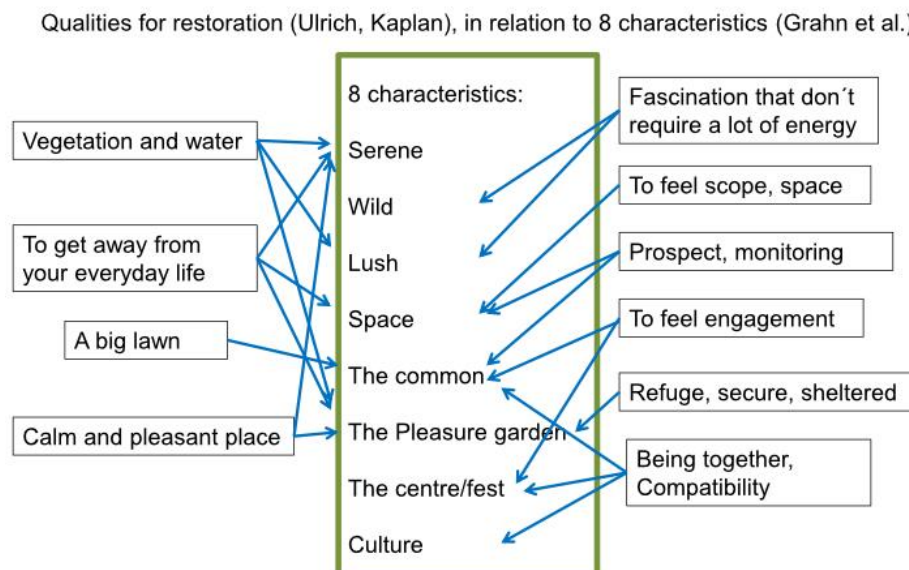 Qualities for restoration (Ulrich, Kaplan), in relation to 8 characteristics (Grahn et al.)
8 characteristics:
Serene
Wild
Lush
Space
The common
The Pleasure garden
The centre/fest
Culture
Vegetation and water
To get away from
your everyday life
A big lawn
Calm and pleasant place
Fascination that don´t
require a lot of energy
To feel scope, space
Prospect, monitoring
To feel engagement
Refuge, secure, sheltered
Being together,
Compatibility